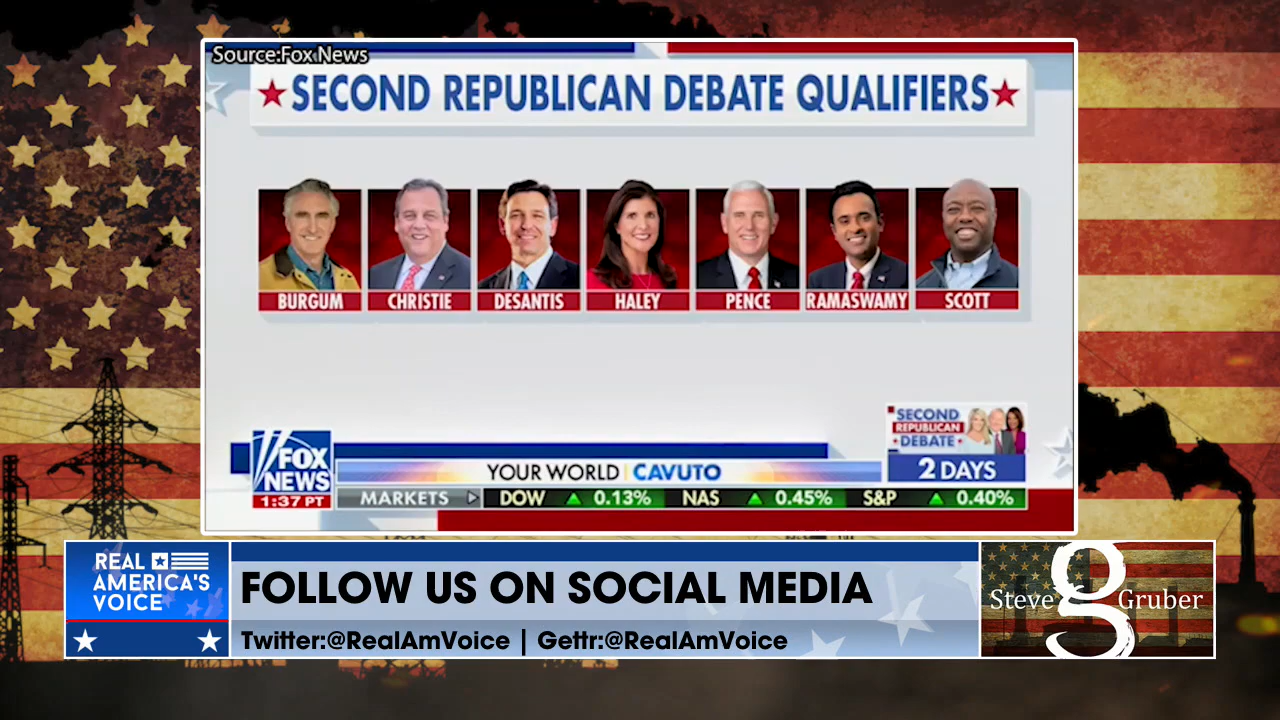 Source:Fox News
SECOND REPUBLICAN DEBATE QUALIFIERS
BURGUM
CHRISTIE
DESANTIS
HALEY
PENCE
RAMASWAMY
SCOTT
SECOND
REPUBLICAN
DEBATE
2 DAYS
FOX
NEWS
1:37 PT
YOUR WORLD | CAVUTO
MARKETS DOW 0.13% NAS 0.45% S&P 0.40%
REAL
AMERICA'S
VOICE
FOLLOW US ON SOCIAL MEDIA
Twitter:@RealAmVoice | Gettr:@RealAmVoice
Steve g Gruber